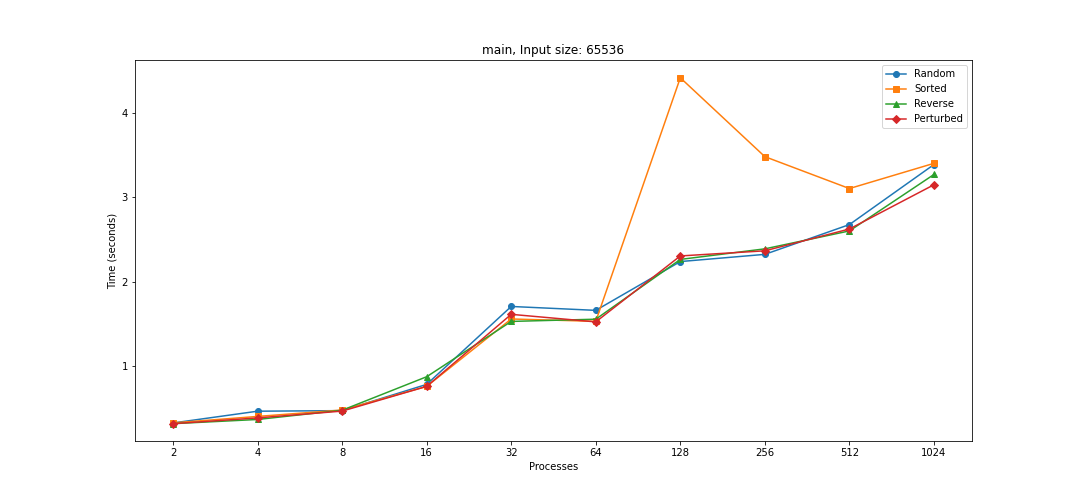 main, Input size: 65536
Random
Sorted
Reverse
Perturbed
Time (seconds)
4
3
2
1
2 4 8 16 32 64 128 256 512 1024
Processes